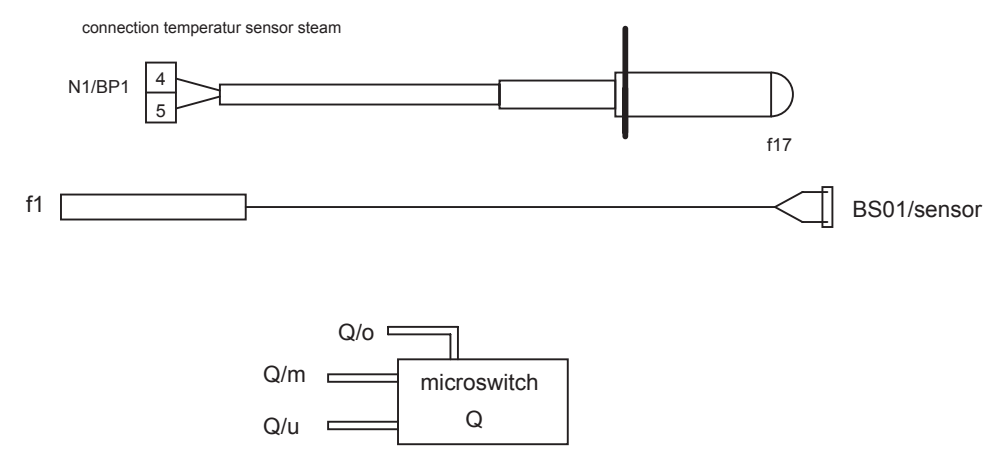 connection temperatur sensor steam
N1/BP1
4
5
f17
f1
BS01/sensor
Q/o
Q/m
microswitch
Q
Q/u